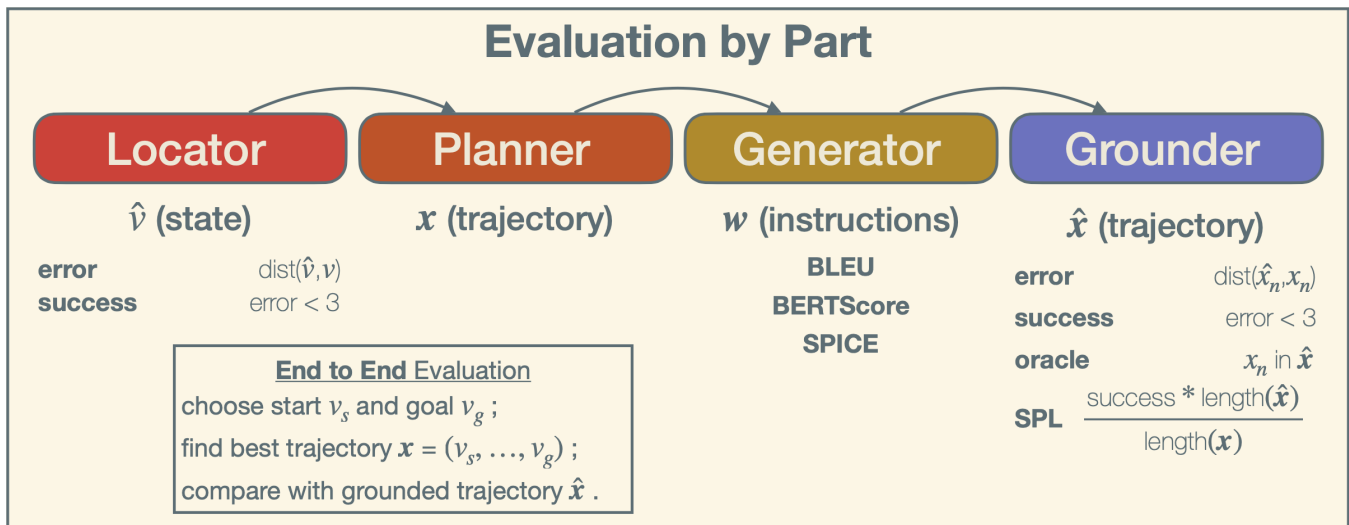 Evaluation by Part
Locator
Planner
Generator
Grounder
v̂ (state)
x (trajectory)
w (instructions)
x̂ (trajectory)
error dist(v̂,v)
success error < 3
BLEU
BERTScore
SPICE
error dist(x̂ₙ,xₙ)
success error < 3
oracle xₙ in x̂
SPL success * length(x̂)
length(x)
End to End Evaluation
choose start vₛ and goal v_g ;
find best trajectory x = (vₛ, …, v_g) ;
compare with grounded trajectory x̂ .